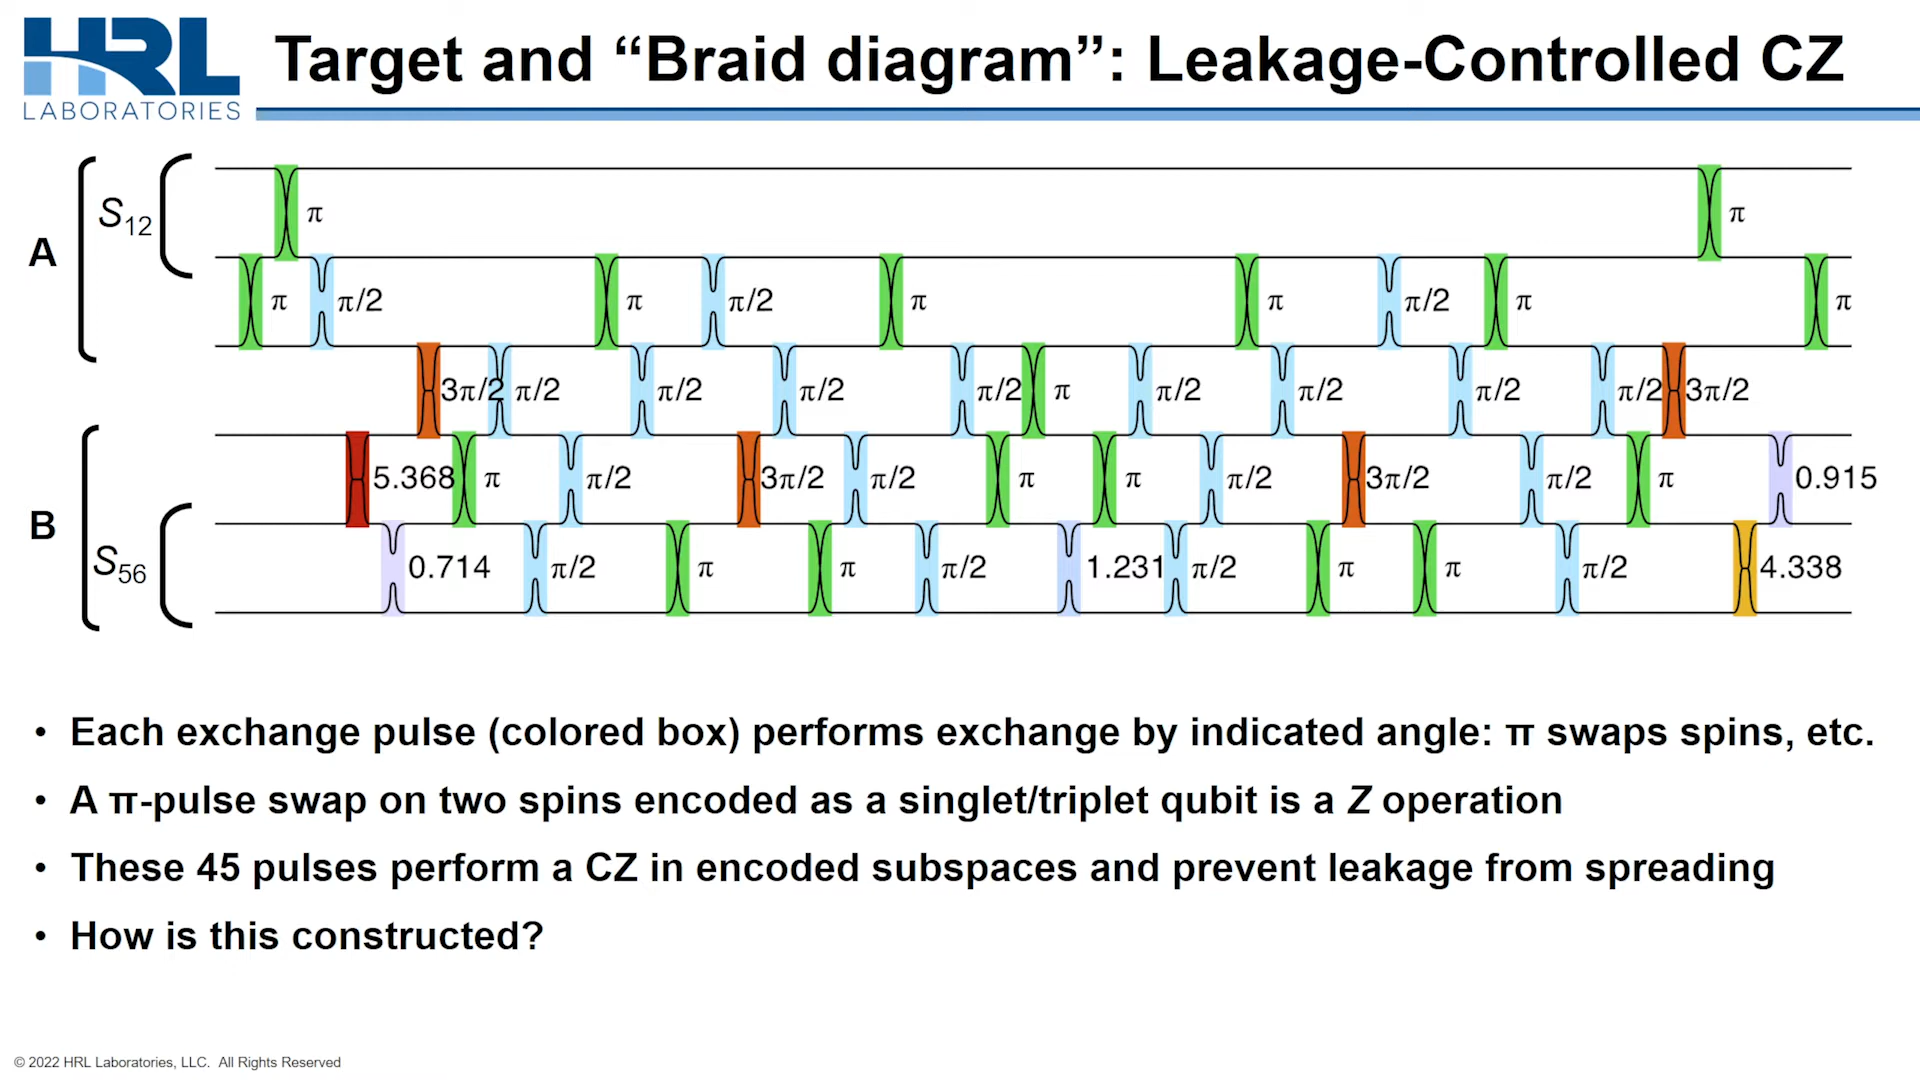 HRL
LABORATORIES
Target and “Braid diagram”: Leakage-Controlled CZ
A
S12
π π
π π/2 π π/2 π π π/2 π π
3π/2 π/2 π/2 π/2 π/2 π π/2 π/2 π/2 π/2 3π/2
B
5.368 π π/2 3π/2 π/2 π π π/2 3π/2 π/2 π 0.915
S56
0.714 π/2 π π π/2 1.231 π/2 π π π/2 4.338
• Each exchange pulse (colored box) performs exchange by indicated angle: π swaps spins, etc.
• A π-pulse swap on two spins encoded as a singlet/triplet qubit is a Z operation
• These 45 pulses perform a CZ in encoded subspaces and prevent leakage from spreading
• How is this constructed?
© 2022 HRL Laboratories, LLC. All Rights Reserved